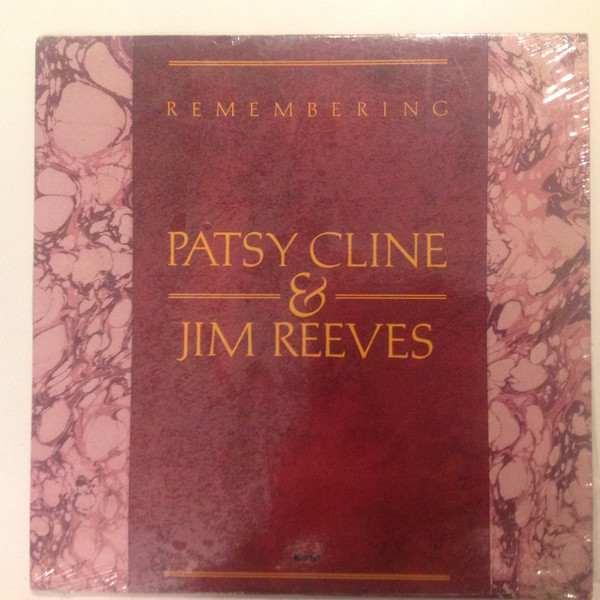 REMEMBERING
PATSY CLINE
&
JIM REEVES